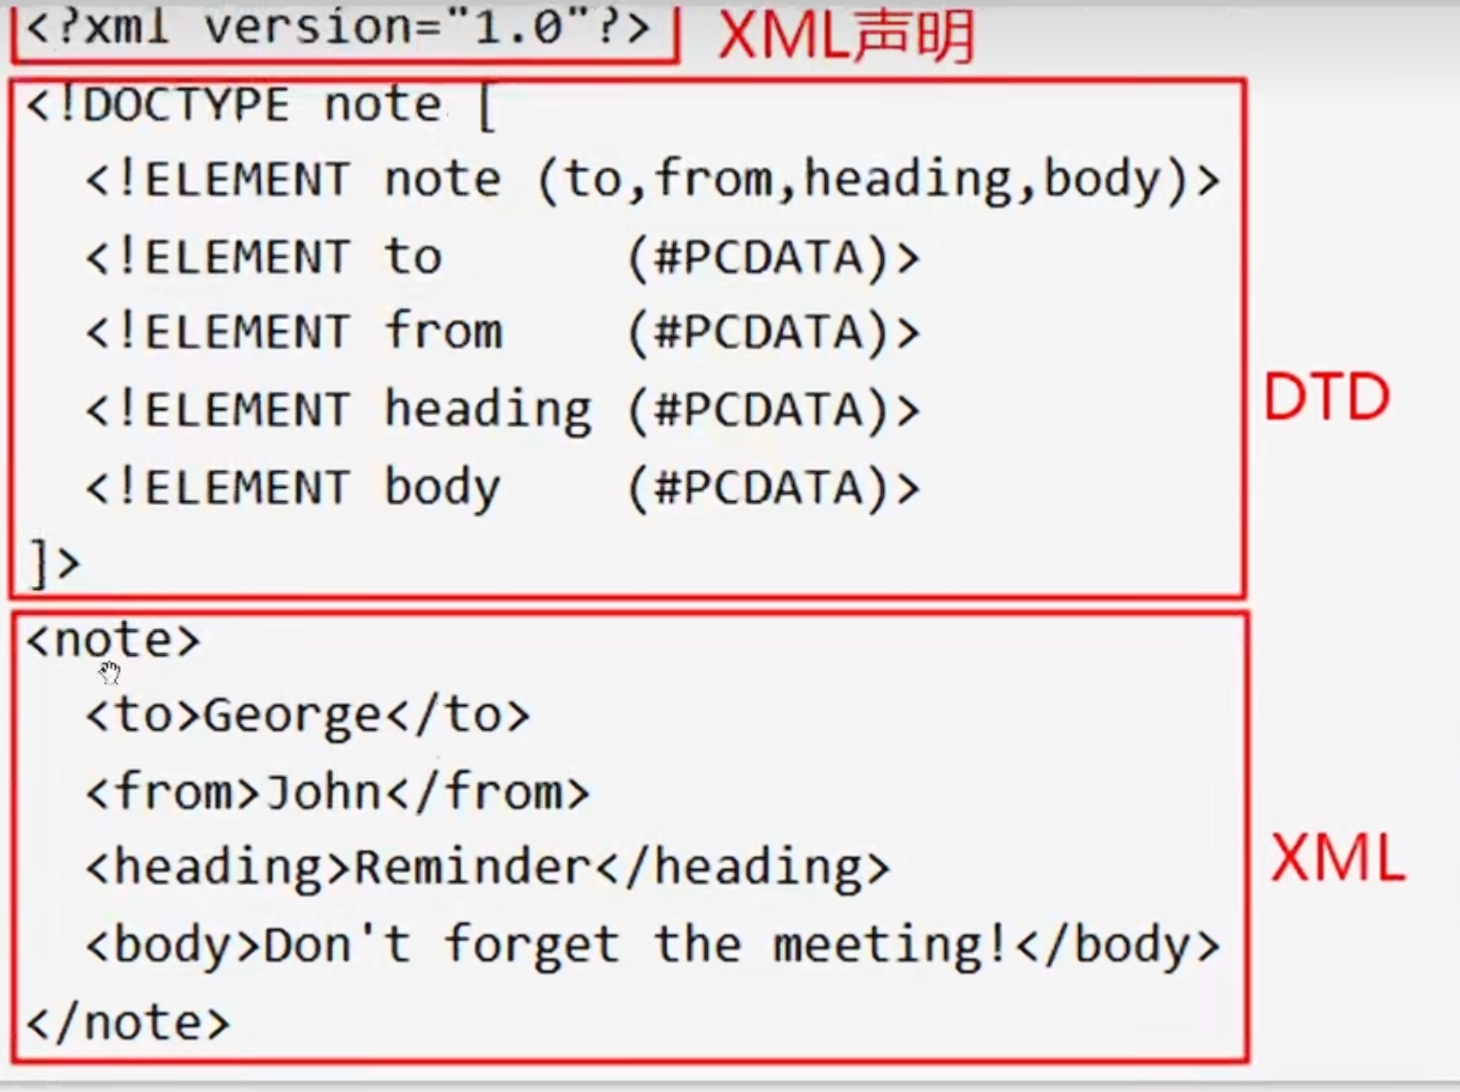 <?xml version="1.0"?> XML声明
<!DOCTYPE note [
<!ELEMENT note (to,from,heading,body)>
<!ELEMENT to (#PCDATA)>
<!ELEMENT from (#PCDATA)>
<!ELEMENT heading (#PCDATA)>
<!ELEMENT body (#PCDATA)>
]>
DTD
<note>
<to>George</to>
<from>John</from>
<heading>Reminder</heading>
<body>Don't forget the meeting!</body>
</note>
XML